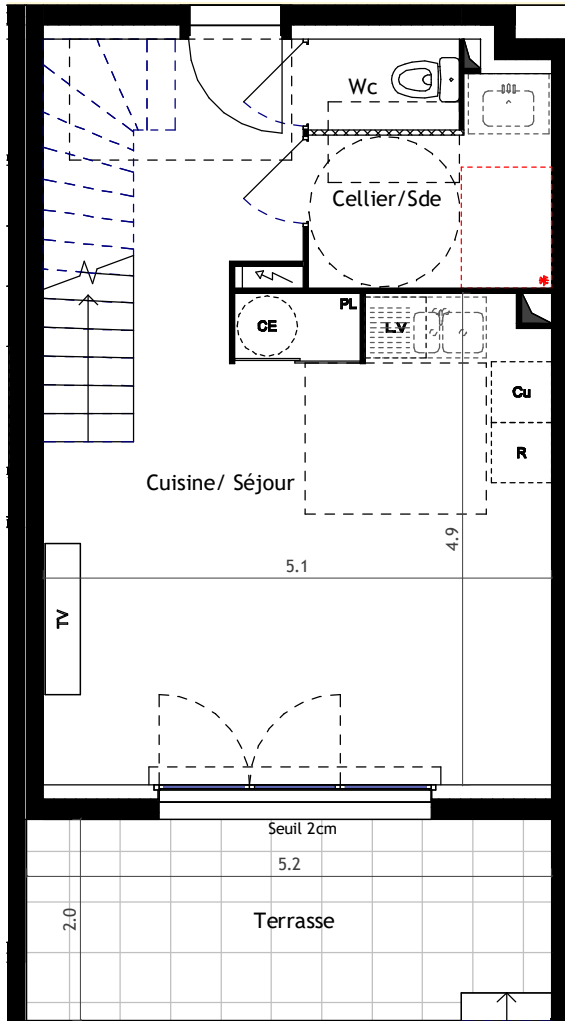 Wc
Cellier/Sde
PL
CE
LV
Cu
R
Cuisine/ Séjour
4.9
5.1
TV
Seuil 2cm
5.2
2.0
Terrasse